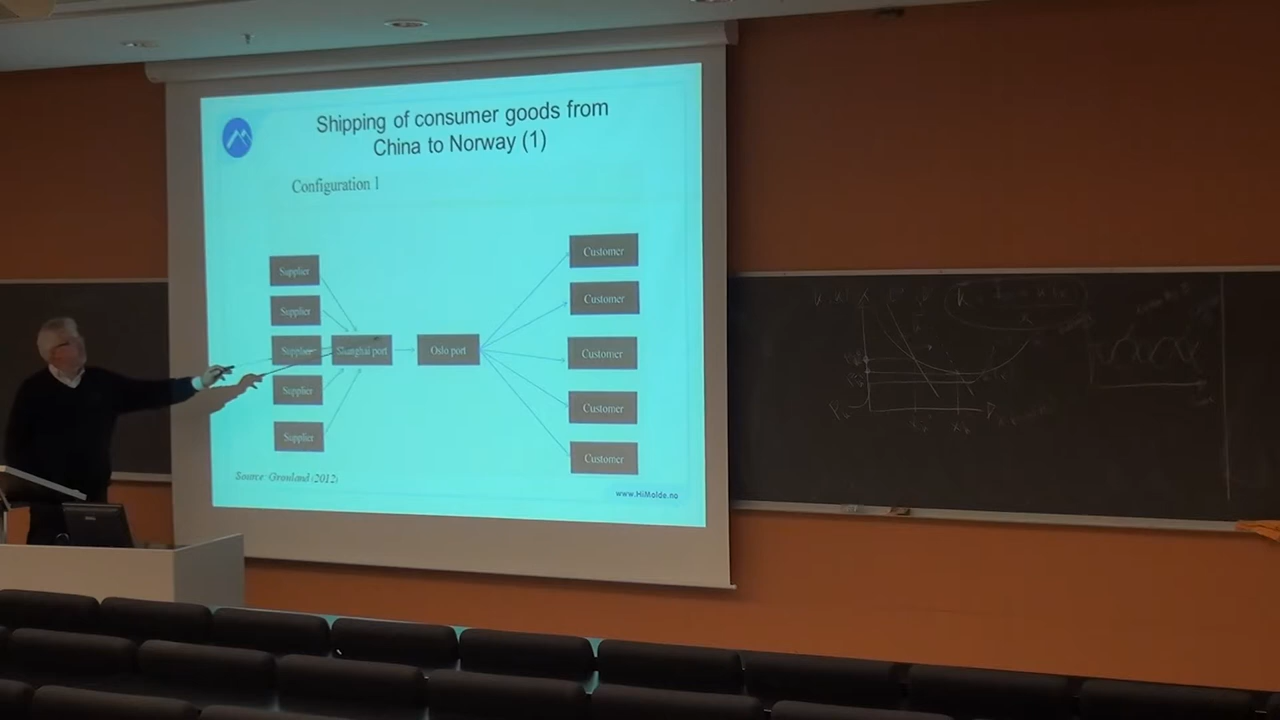 Shipping of consumer goods from
China to Norway (1)
Configuration 1
Supplier
Supplier
Supplier
Supplier
Supplier
Shanghai port
Oslo port
Customer
Customer
Customer
Customer
Customer
Source: Grønland (2012)
www.HiMolde.no